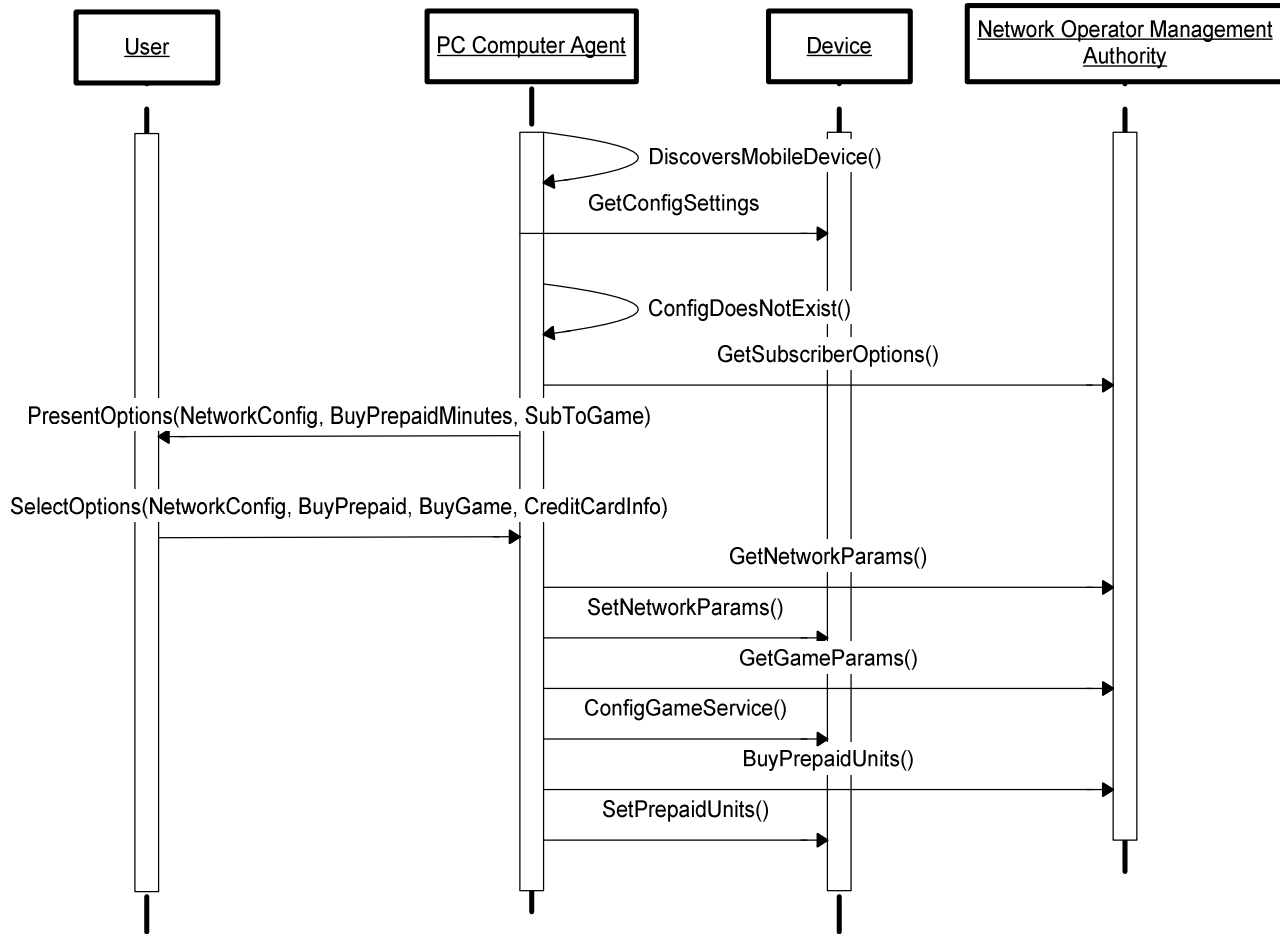 User
PC Computer Agent
Device
Network Operator Management
Authority
DiscoversMobileDevice()
GetConfigSettings
ConfigDoesNotExist()
GetSubscriberOptions()
PresentOptions(NetworkConfig, BuyPrepaidMinutes, SubToGame)
SelectOptions(NetworkConfig, BuyPrepaid, BuyGame, CreditCardInfo)
GetNetworkParams()
SetNetworkParams()
GetGameParams()
ConfigGameService()
BuyPrepaidUnits()
SetPrepaidUnits()